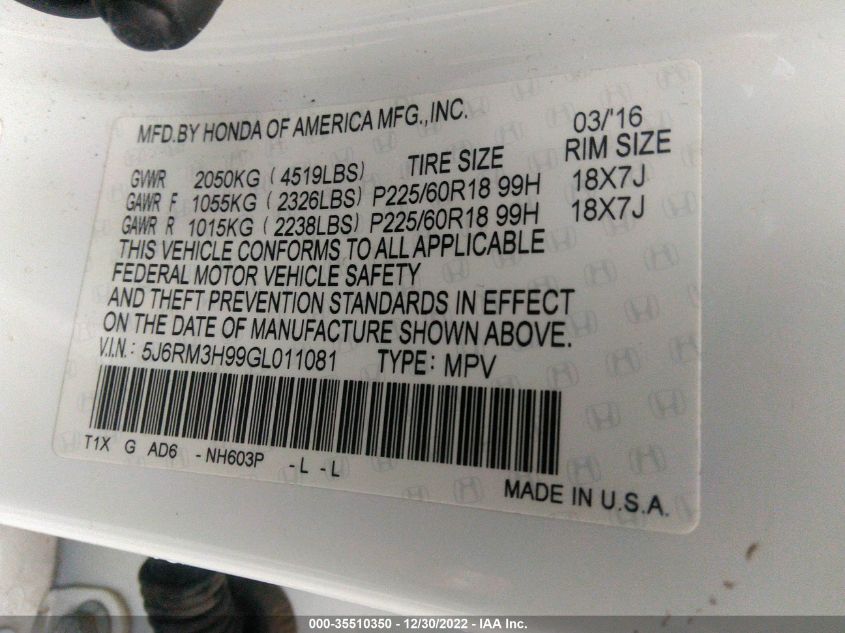 MFD.BY HONDA OF AMERICA MFG.,INC. 03/'16
TIRE SIZE RIM SIZE
GVWR 2050KG (4519LBS)
GAWR F 1055KG (2326LBS) P225/60R18 99H 18X7J
GAWR R 1015KG (2238LBS) P225/60R18 99H 18X7J
THIS VEHICLE CONFORMS TO ALL APPLICABLE
FEDERAL MOTOR VEHICLE SAFETY
AND THEFT PREVENTION STANDARDS IN EFFECT
ON THE DATE OF MANUFACTURE SHOWN ABOVE.
V.I.N.: 5J6RM3H99GL011081 TYPE: MPV
T1X G AD6 -NH603P -L -L
MADE IN U.S.A.
000-35510350 - 12/30/2022 - IAA Inc.